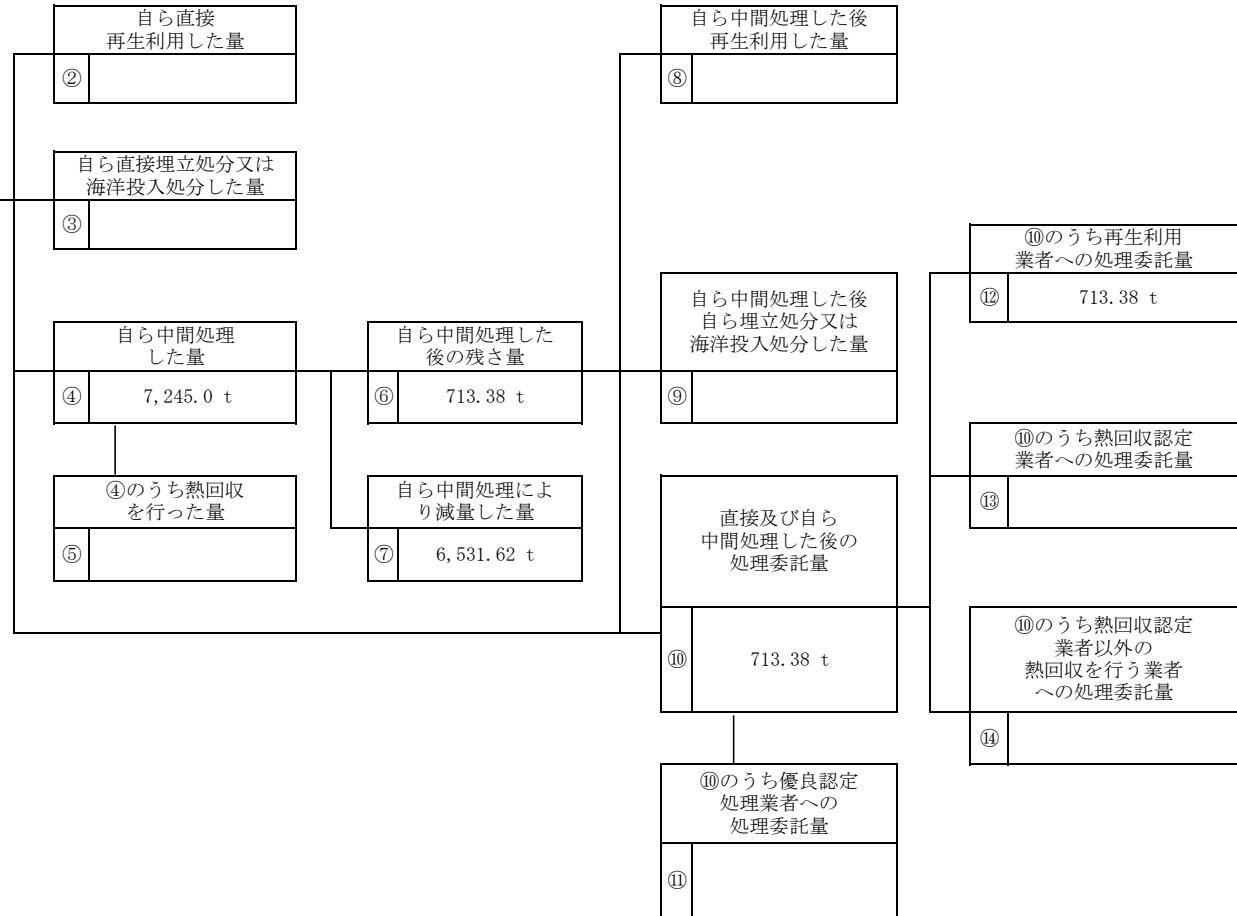 自ら直接
再生利用した量
②
自ら中間処理した後
再生利用した量
⑧
自ら直接埋立処分又は
海洋投入処分した量
③
⑩のうち再生利用
業者への処理委託量
⑫ 713.38 t
自ら中間処理
した量
④ 7,245.0 t
自ら中間処理した
後の残さ量
⑥ 713.38 t
自ら中間処理した後
自ら埋立処分又は
海洋投入処分した量
⑨
⑩のうち熱回収認定
業者への処理委託量
⑬
④のうち熱回収
を行った量
⑤
自ら中間処理によ
り減量した量
⑦ 6,531.62 t
直接及び自ら
中間処理した後の
処理委託量
⑩ 713.38 t
⑩のうち熱回収認定
業者以外の
熱回収を行う業者
への処理委託量
⑭
⑩のうち優良認定
処理業者への
処理委託量
⑪